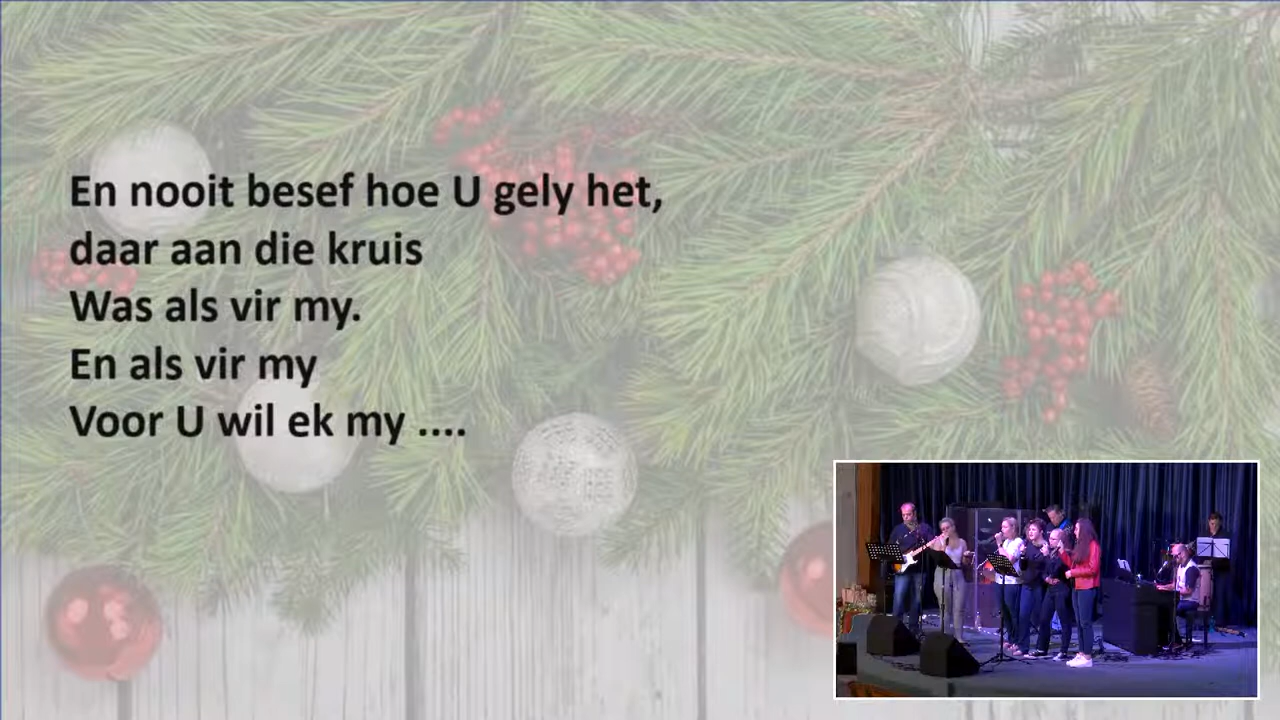 En nooit besef hoe U gely het,
daar aan die kruis
Was als vir my.
En als vir my
Voor U wil ek my ....